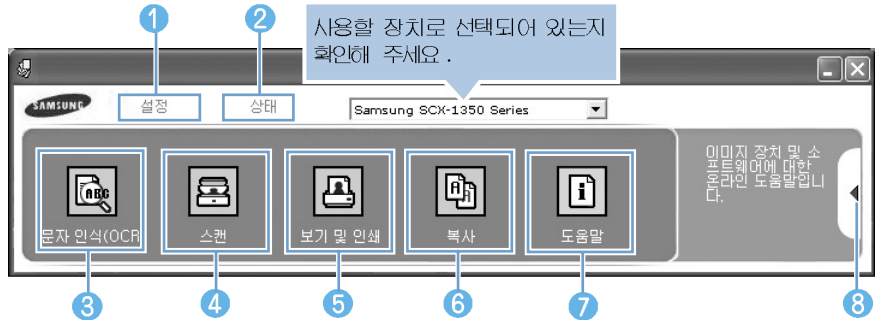 1
2
사용할 장치로 선택되어 있는지
확인해 주세요 .
SAMSUNG
설정
상태
Samsung SCX-1350 Series
문자 인식(OCR
스캔
보기 및 인쇄
복사
도움말
이미지 장치 및 소
프트웨어에 대한
온라인 도움말입니
다.
3
4
5
6
7
8